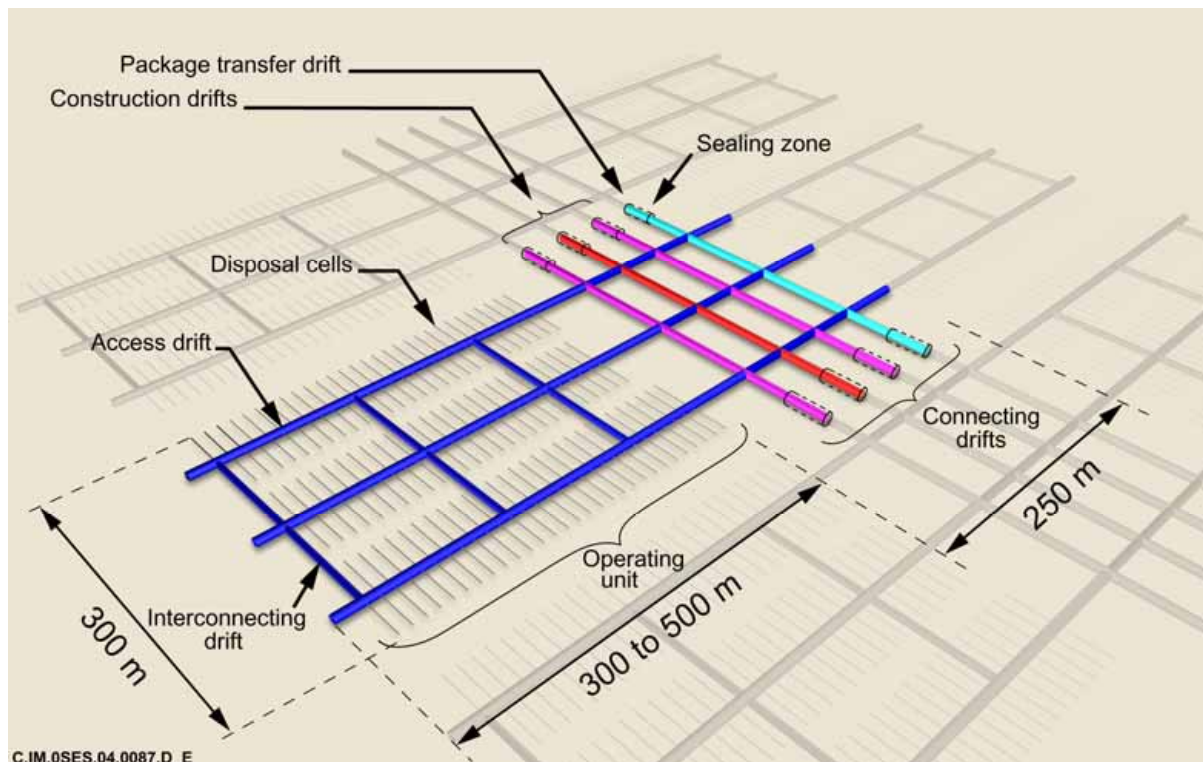 Package transfer drift
Construction drifts
Sealing zone
Disposal cells
Access drift
Connecting
drifts
250 m
Operating
unit
300 to 500 m
Interconnecting
drift
300 m
C.IM.0SES.04.0087.D_E